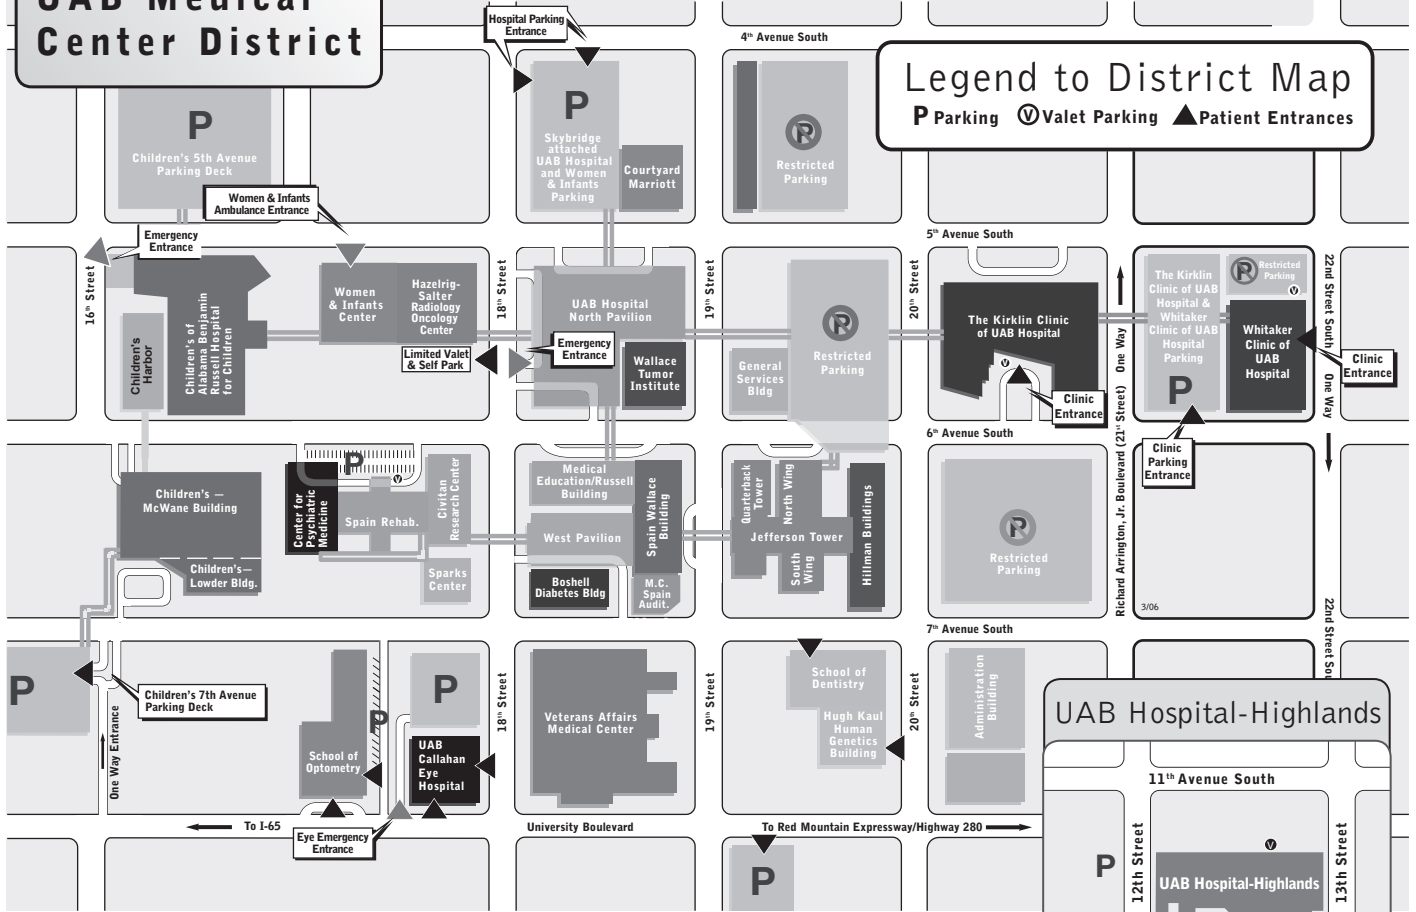 UAB Medical
Center District
Hospital Parking
Entrance
4th Avenue South
Legend to District Map
P Parking V Valet Parking Patient Entrances
P
Children's 5th Avenue
Parking Deck
P
Skybridge
attached
UAB Hospital
and Women
& Infants
Parking
Courtyard
Marriott
P
Restricted
Parking
Women & Infants
Ambulance Entrance
Emergency
Entrance
5th Avenue South
16th Street
18th Street
19th Street
20th Street
22nd Street South
One Way
Children's
Harbor
Children's of
Alabama Benjamin
Russell Hospital
for Children
Women
& Infants
Center
Hazelrig-
Salter
Radiology
Oncology
Center
Limited Valet
& Self Park
UAB Hospital
North Pavilion
Emergency
Entrance
Wallace
Tumor
Institute
General
Services
Bldg
P
Restricted
Parking
The Kirklin Clinic
of UAB Hospital
V
Clinic
Entrance
Richard Arrington, Jr. Boulevard (21st Street) One Way
The Kirklin
Clinic of UAB
Hospital &
Whitaker
Clinic of UAB
Hospital
Parking
P
P
Restricted
Parking
V
Whitaker
Clinic of
UAB
Hospital
Clinic
Entrance
Clinic
Parking
Entrance
6th Avenue South
Children's —
McWane Building
Children's—
Lowder Bldg.
Center for
Psychiatric
Medicine
P
V
Spain Rehab.
Civitan
Research Center
Sparks
Center
Medical
Education/Russell
Building
West Pavilion
Spain Wallace
Building
Boshell
Diabetes Bldg
M.C.
Spain
Audit.
Quarterback
Tower
North Wing
Jefferson Tower
South
Wing
Hillman Buildings
P
Restricted
Parking
3/06
7th Avenue South
22nd Street Sou
P
Children's 7th Avenue
Parking Deck
One Way Entrance
School of
Optometry
P
P
UAB
Callahan
Eye
Hospital
18th Street
Veterans Affairs
Medical Center
19th Street
School of
Dentistry
Hugh Kaul
Human
Genetics
Building
20th Street
Administration
Building
To I-65
Eye Emergency
Entrance
University Boulevard
To Red Mountain Expressway/Highway 280
P
UAB Hospital-Highlands
11th Avenue South
P
12th Street
V
UAB Hospital-Highlands
13th Street